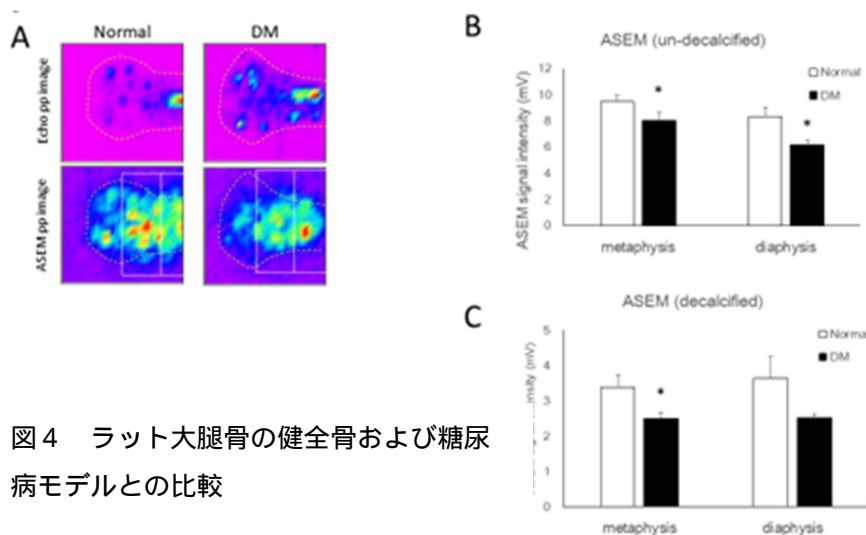 A
Normal
DM
Echo pp image
ASEM pp image
B
ASEM (un-decalcified)
ASEM signal intensity (mV)
12
10
8
6
4
2
0
Normal
DM
*
*
metaphysis
diaphysis
C
ASEM (decalcified)
nsity (mV)
5
4
3
2
1
0
Normal
DM
*
metaphysis
diaphysis
図４　ラット大腿骨の健全骨および糖尿
病モデルとの比較